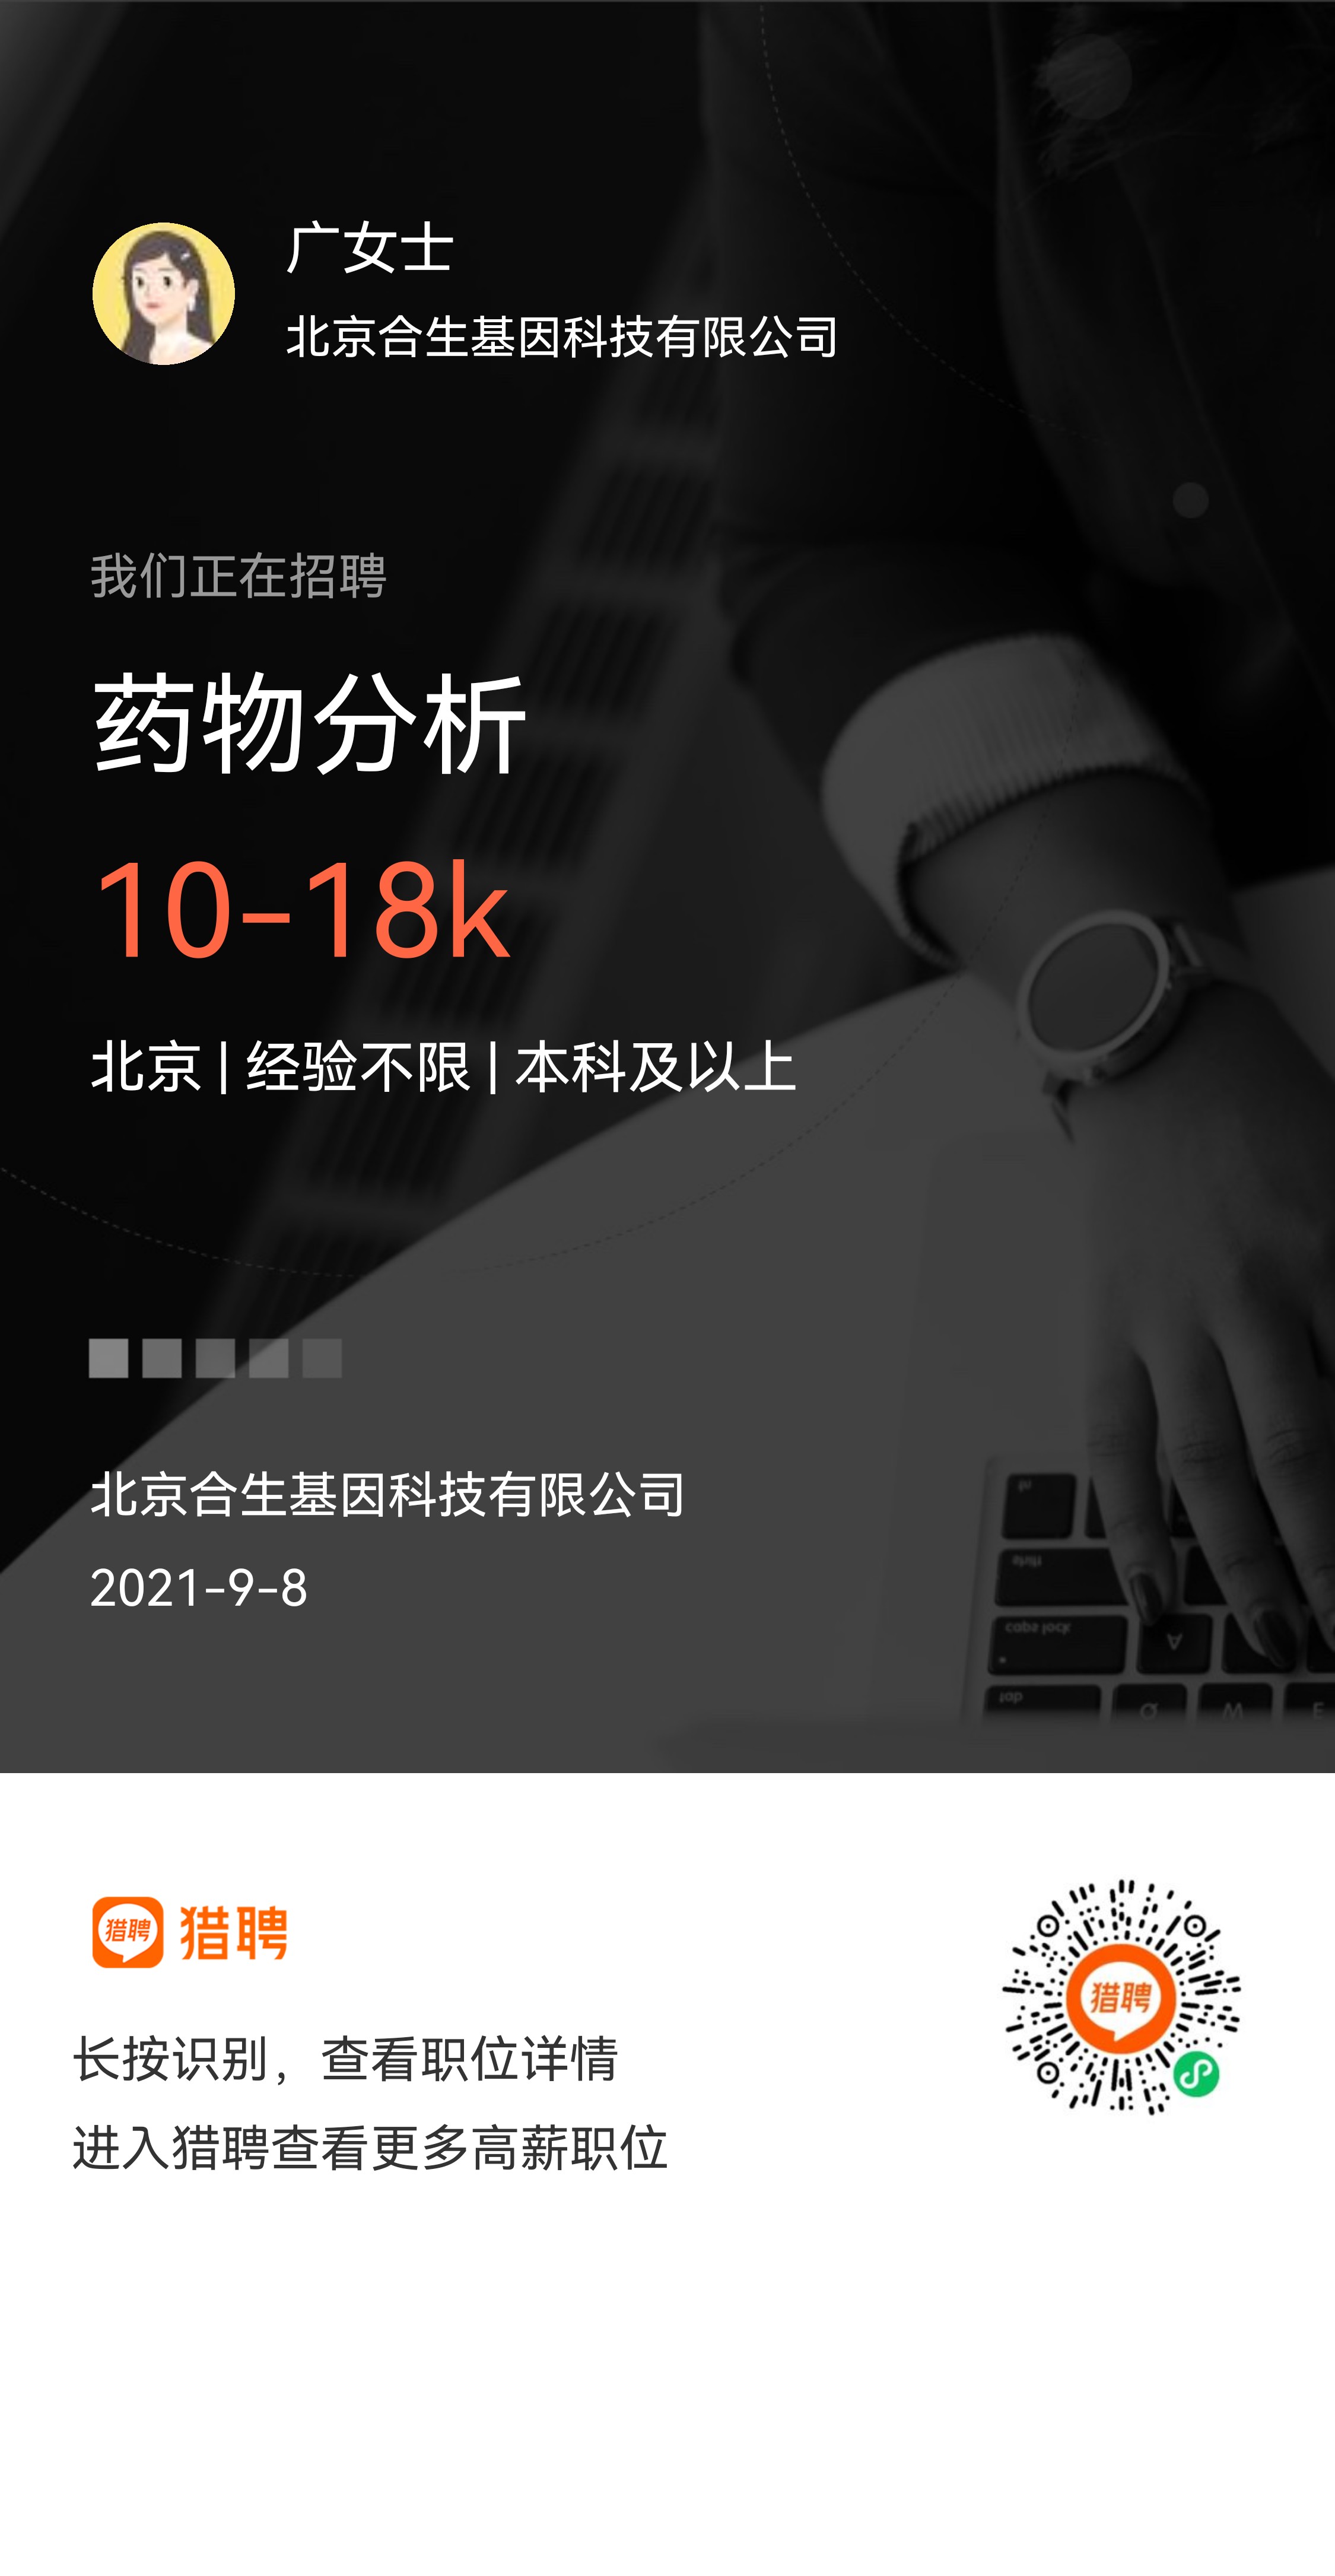 广女士
北京合生基因科技有限公司
我们正在招聘
药物分析
10-18k
北京 | 经验不限 | 本科及以上
北京合生基因科技有限公司
2021-9-8
caps lock
A
tab
Q W E
猎聘 猎聘
猎聘
长按识别，查看职位详情
进入猎聘查看更多高薪职位